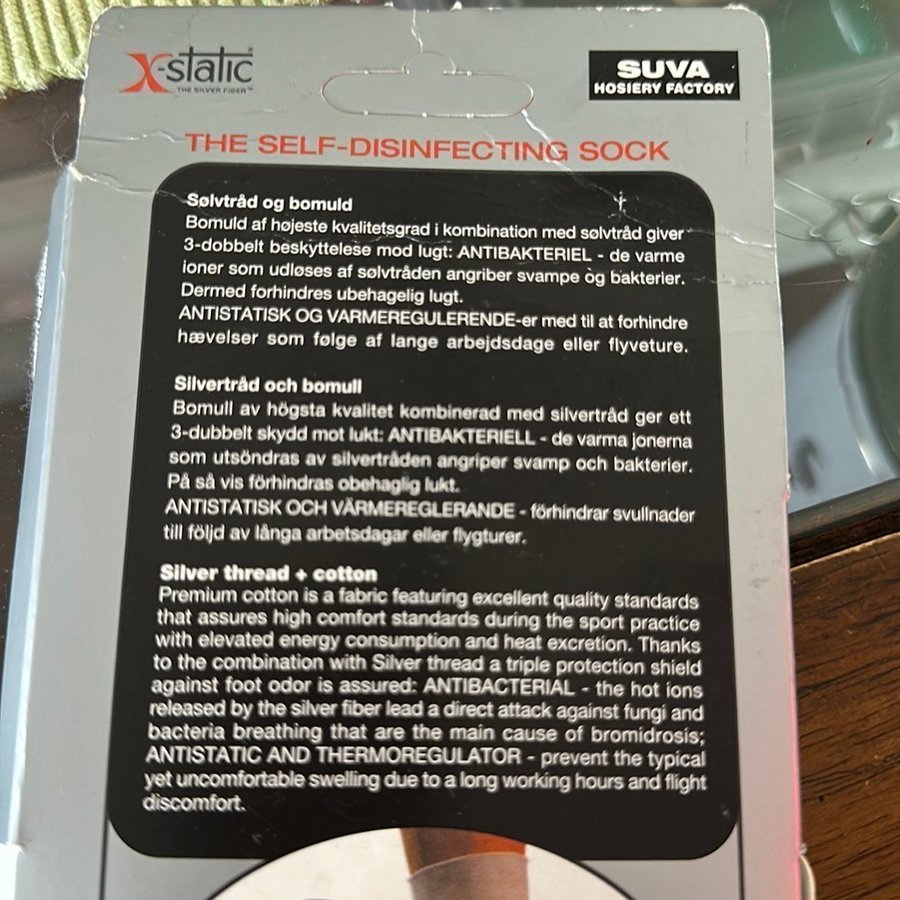 X-static®
THE SILVER FIBER™
SUVA
HOSIERY FACTORY
THE SELF-DISINFECTING SOCK
Sølvtråd og bomuld
Bomuld af højeste kvalitetsgrad i kombination med sølvtråd giver
3-dobbelt beskyttelese mod lugt: ANTIBAKTERIEL - de varme
ioner som udløses af sølvtråden angriber svampe og bakterier.
Dermed forhindres ubehagelig lugt.
ANTISTATISK OG VARMEREGULERENDE-er med til at forhindre
hævelser som følge af lange arbejdsdage eller flyveture.
Silvertråd och bomull
Bomull av högsta kvalitet kombinerad med silvertråd ger ett
3-dubbelt skydd mot lukt: ANTIBAKTERIELL - de varma jonerna
som utsöndras av silvertråden angriper svamp och bakterier.
På så vis förhindras obehaglig lukt.
ANTISTATISK OCH VÄRMEREGLERANDE - förhindrar svullnader
till följd av långa arbetsdagar eller flygturer.
Silver thread + cotton
Premium cotton is a fabric featuring excellent quality standards
that assures high comfort standards during the sport practice
with elevated energy consumption and heat excretion. Thanks
to the combination with Silver thread a triple protection shield
against foot odor is assured: ANTIBACTERIAL - the hot ions
released by the silver fiber lead a direct attack against fungi and
bacteria breathing that are the main cause of bromidrosis;
ANTISTATIC AND THERMOREGULATOR - prevent the typical
yet uncomfortable swelling due to a long working hours and flight
discomfort.